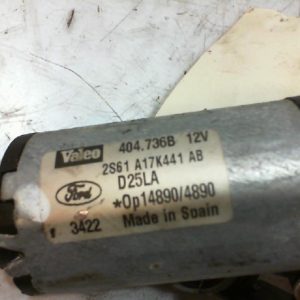 Valeo 404.736B 12V
2S61 A17K441 AB
Ford D25LA
*Op14890/4890
3422 Made in Spain